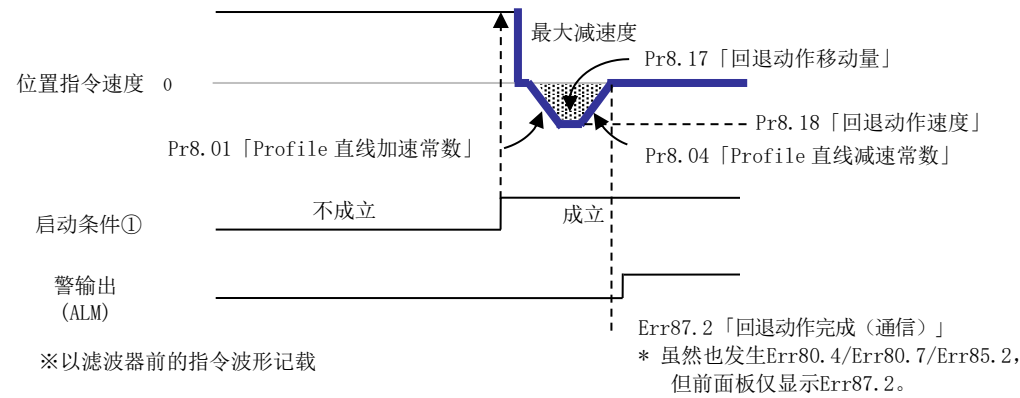 最大减速度
Pr8.17「回退动作移动量」
位置指令速度 0
Pr8.18「回退动作速度」
Pr8.01「Profile 直线加速常数」
Pr8.04「Profile 直线减速常数」
不成立
成立
启动条件①
警输出
(ALM)
Err87.2「回退动作完成（通信）」
* 虽然也发生Err80.4/Err80.7/Err85.2，
但前面板仅显示Err87.2。
※以滤波器前的指令波形记载